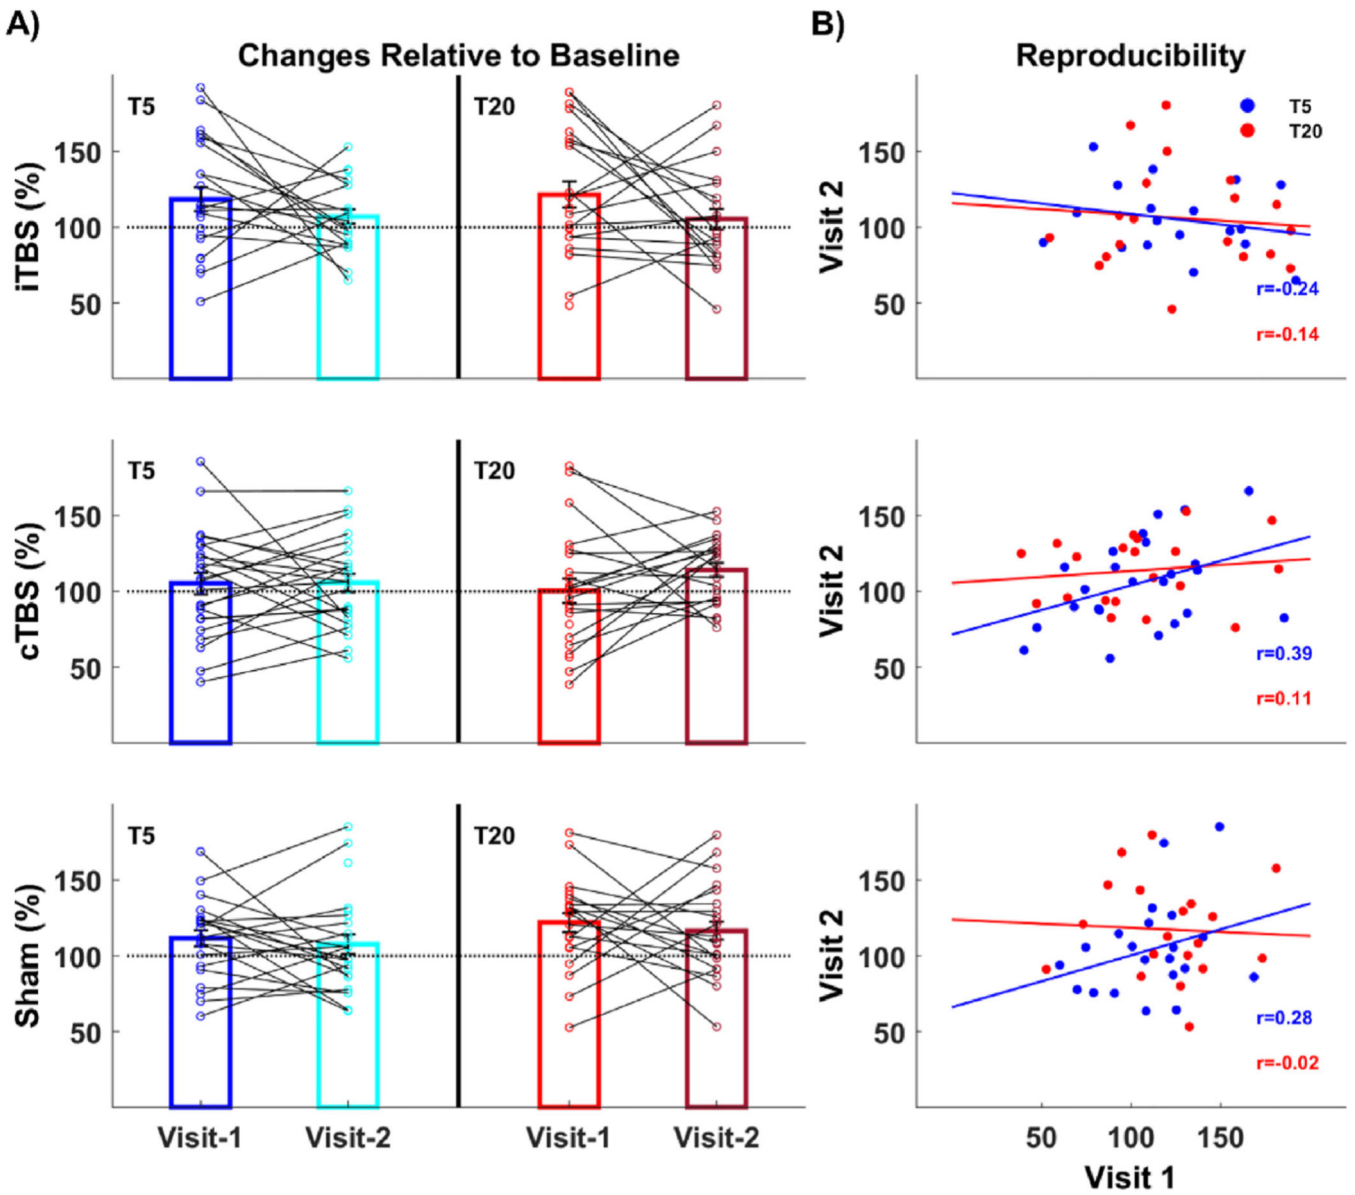 A)
B)
Changes Relative to Baseline
Reproducibility
T5
T20
T5
T20
iTBS (%)
150
100
50
Visit 2
150
100
50
r=-0.24
r=-0.14
T5
T20
cTBS (%)
150
100
50
Visit 2
150
100
50
r=0.39
r=0.11
T5
T20
Sham (%)
150
100
50
Visit 2
150
100
50
r=0.28
r=-0.02
Visit-1
Visit-2
Visit-1
Visit-2
50
100
150
Visit 1